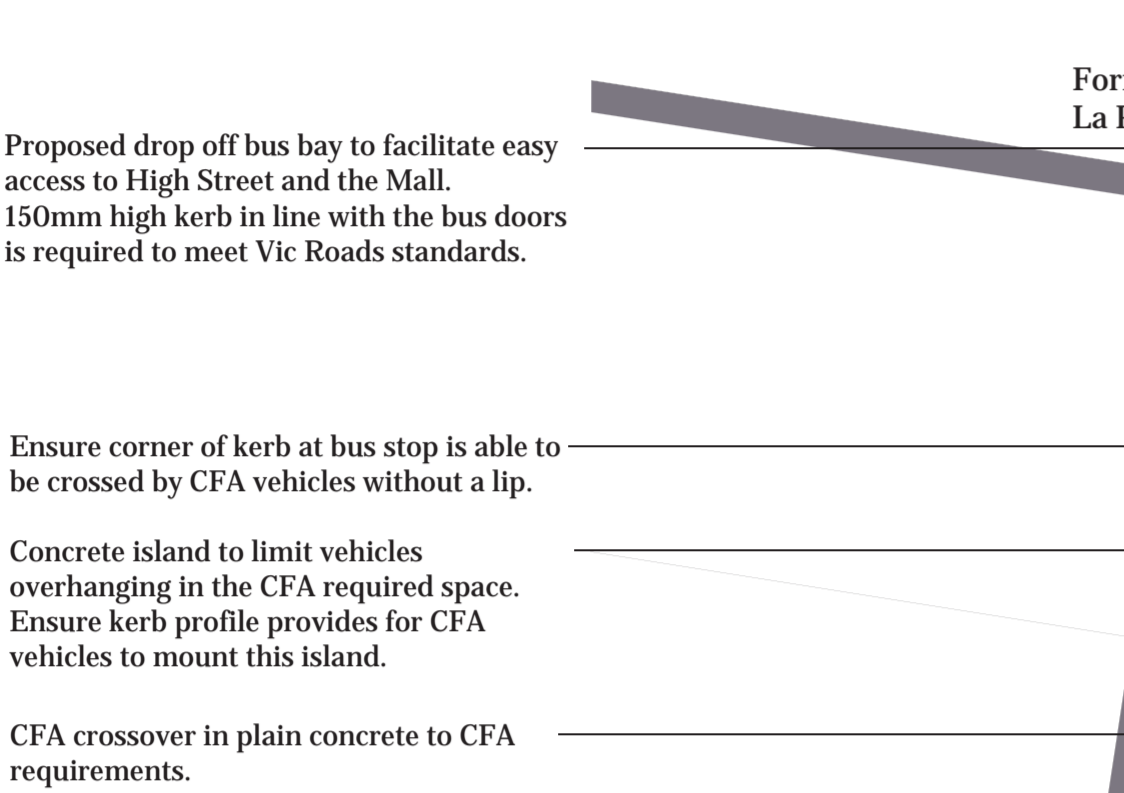 Proposed drop off bus bay to facilitate easy
access to High Street and the Mall.
150mm high kerb in line with the bus doors
is required to meet Vic Roads standards.
Ensure corner of kerb at bus stop is able to
be crossed by CFA vehicles without a lip.
Concrete island to limit vehicles
overhanging in the CFA required space.
Ensure kerb profile provides for CFA
vehicles to mount this island.
CFA crossover in plain concrete to CFA
requirements.
La